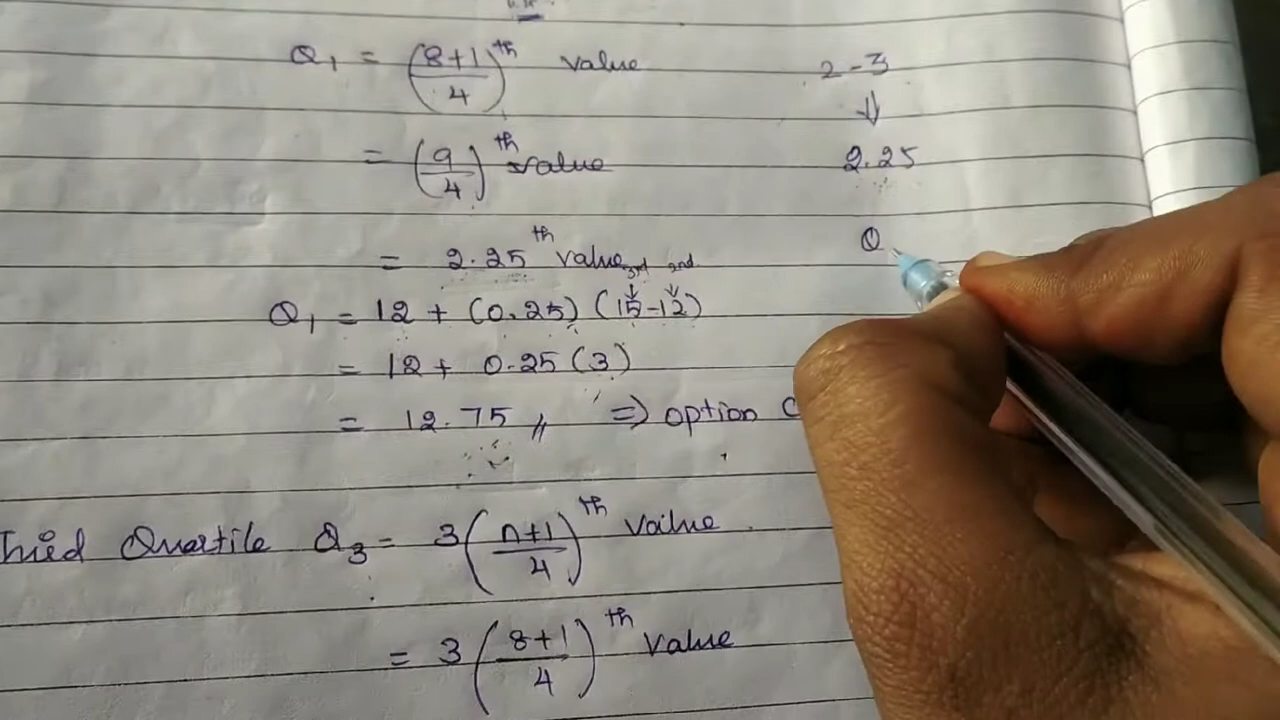 Q₁ = (8+1/4)th value 2-3
⇓
= (9/4)th value 2.25
= 2.25th value Q
3rd 2nd
Q₁ = 12 + (0.25) (15-12)
= 12 + 0.25 (3)
= 12.75 ⇒ option C
Quartile Q₃ = 3(n+1/4)th value
= 3(8+1/4)th value